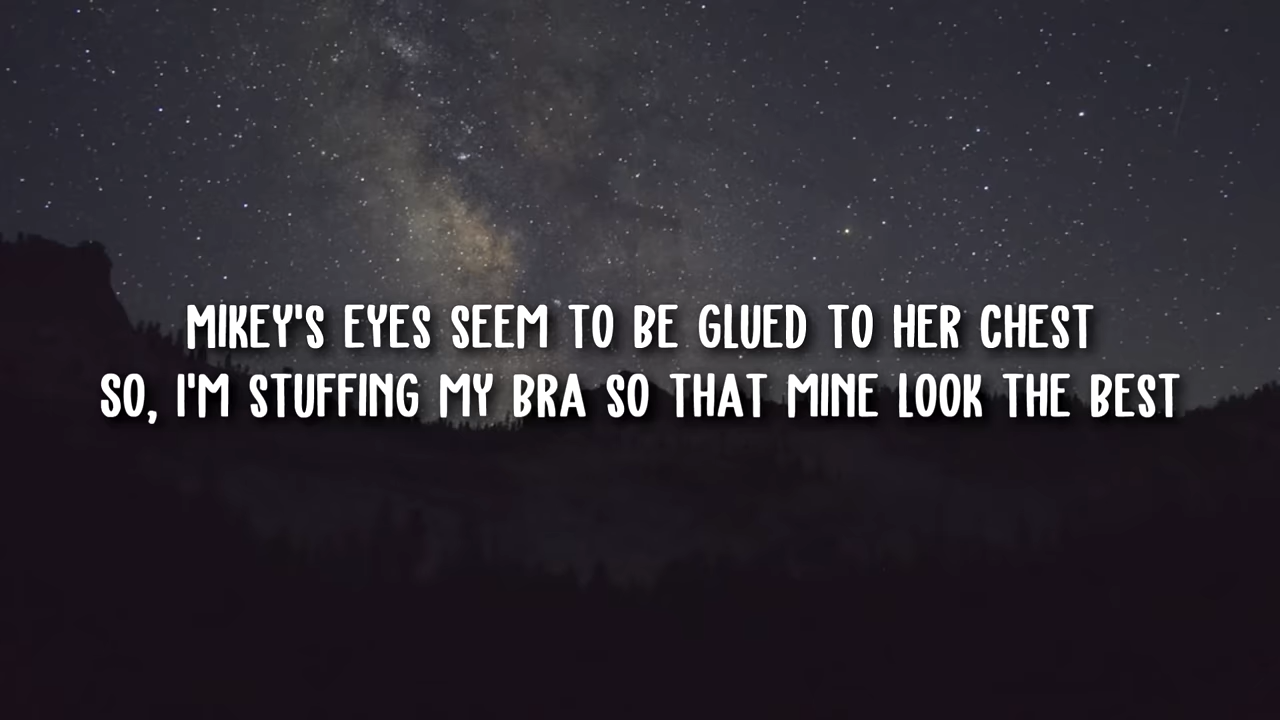 MIKEY'S EYES SEEM TO BE GLUED TO HER CHEST
SO, I'M STUFFING MY BRA SO THAT MINE LOOK THE BEST